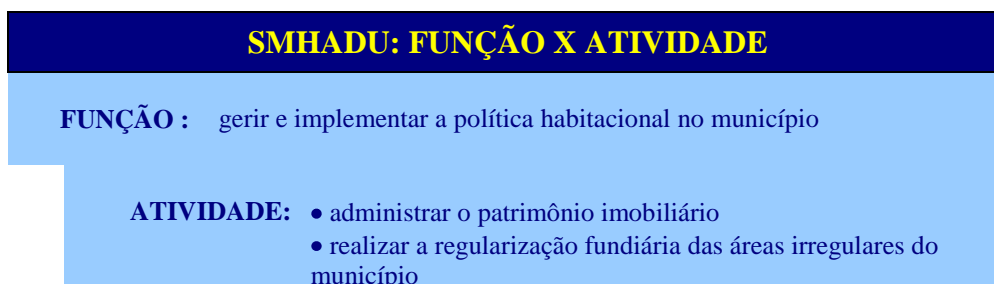 SMHADU: FUNÇÃO X ATIVIDADE
FUNÇÃO : gerir e implementar a política habitacional no município
ATIVIDADE: • administrar o patrimônio imobiliário
• realizar a regularização fundiária das áreas irregulares do
município